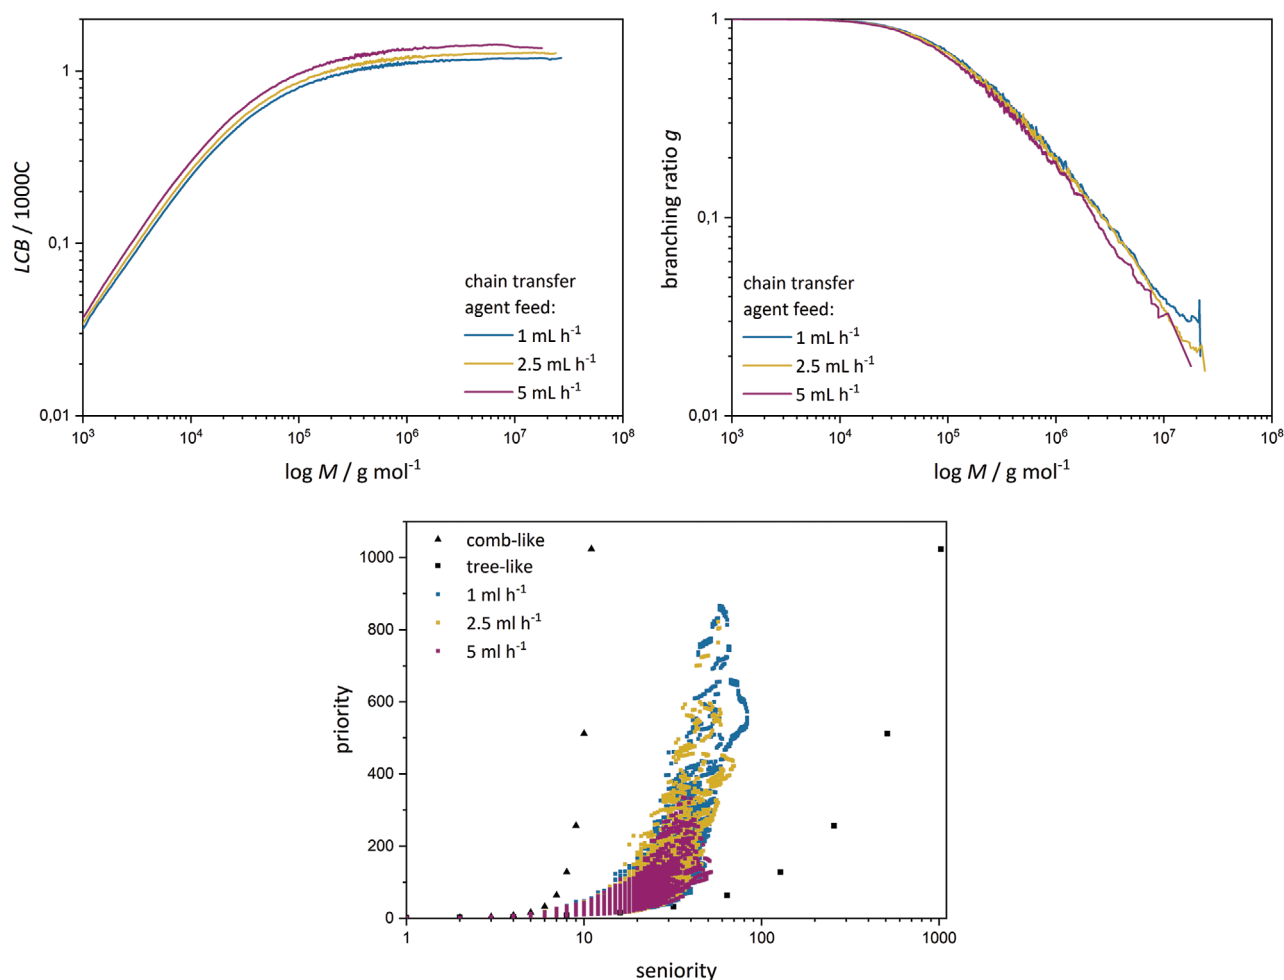 LCB / 1000C
1
0,1
0,01
10³
10⁴
10⁵
10⁶
10⁷
10⁸
log M / g mol⁻¹
chain transfer
agent feed:
1 mL h⁻¹
2.5 mL h⁻¹
5 mL h⁻¹
branching ratio g
1
0,1
0,01
10³
10⁴
10⁵
10⁶
10⁷
10⁸
log M / g mol⁻¹
chain transfer
agent feed:
1 mL h⁻¹
2.5 mL h⁻¹
5 mL h⁻¹
priority
1000
800
600
400
200
0
1
10
100
1000
seniority
comb-like
tree-like
1 ml h⁻¹
2.5 ml h⁻¹
5 ml h⁻¹